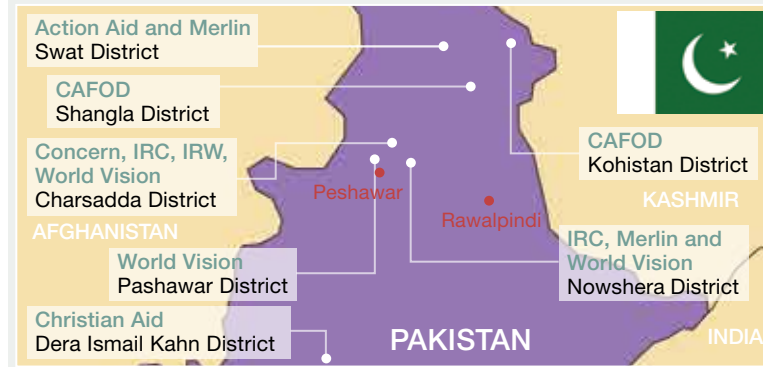 Action Aid and Merlin
Swat District
CAFOD
Shangla District
Concern, IRC, IRW,
World Vision
Charsadda District
AFGHANISTAN
World Vision
Pashawar District
Christian Aid
Dera Ismail Kahn District
Peshawar
Rawalpindi
PAKISTAN
CAFOD
Kohistan District
KASHMIR
IRC, Merlin and
World Vision
Nowshera District
INDIA